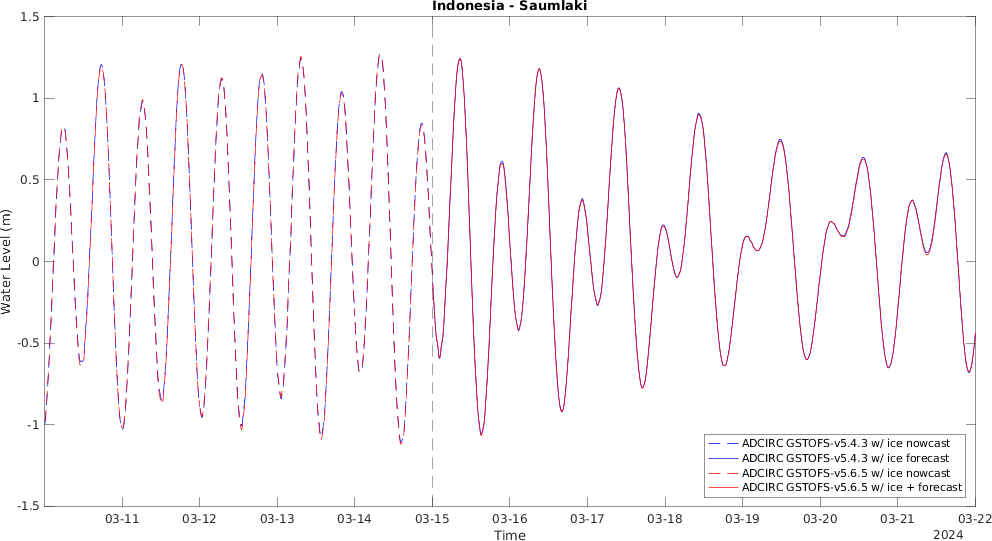 Indonesia - Saumlaki
1.5
1
0.5
0
-0.5
-1
-1.5
Water Level (m)
03-11 03-12 03-13 03-14 03-15 03-16 03-17 03-18 03-19 03-20 03-21 03-22
Time
2024
ADCIRC GSTOFS-v5.4.3 w/ ice nowcast
ADCIRC GSTOFS-v5.4.3 w/ ice forecast
ADCIRC GSTOFS-v5.6.5 w/ ice nowcast
ADCIRC GSTOFS-v5.6.5 w/ ice + forecast